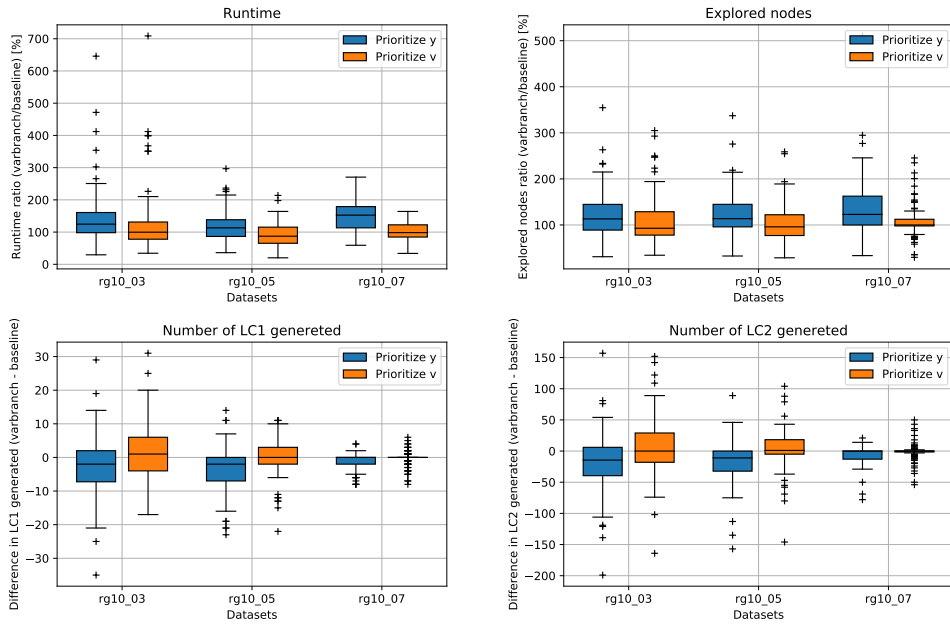 Runtime
Runtime ratio (varbranch/baseline) [%]
700
600
500
400
300
200
100
0
Prioritize y
Prioritize v
rg10_03
rg10_05
rg10_07
Datasets
Explored nodes
Explored nodes ratio (varbranch/baseline) [%]
500
400
300
200
100
Prioritize y
Prioritize v
rg10_03
rg10_05
rg10_07
Datasets
Number of LC1 genereted
Difference in LC1 generated (varbranch - baseline)
30
20
10
0
−10
−20
−30
Prioritize y
Prioritize v
rg10_03
rg10_05
rg10_07
Datasets
Number of LC2 genereted
Difference in LC2 generated (varbranch - baseline)
150
100
50
0
−50
−100
−150
−200
Prioritize y
Prioritize v
rg10_03
rg10_05
rg10_07
Datasets